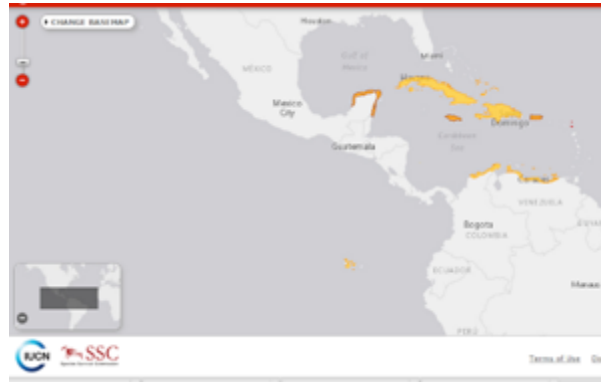 CHANGE BASEMAP
Houston
Gulf of
Mexico
Miami
MÉXICO
Havana
Mexico
City
Domingo
Guatemala
Caribbean
Sea
Caracas
VENEZUELA
Bogota
COLOMBIA
ECUADOR
Manaus
PERU
IUCN
SSC
Terms of Use